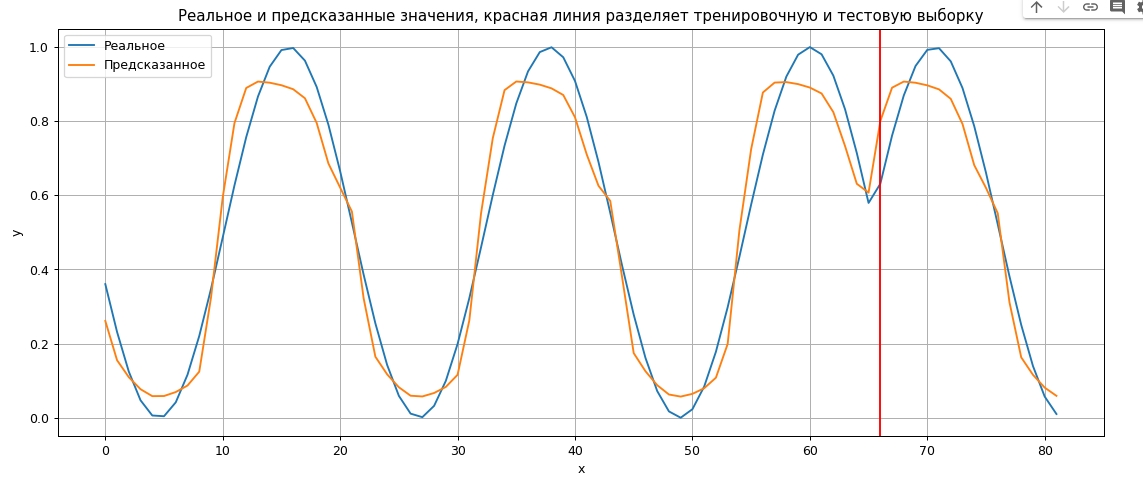 Реальное и предсказанные значения, красная линия разделяет тренировочную и тестовую выборку
Реальное
Предсказанное
1.0
0.8
0.6
0.4
0.2
0.0
y
0 10 20 30 40 50 60 70 80
x